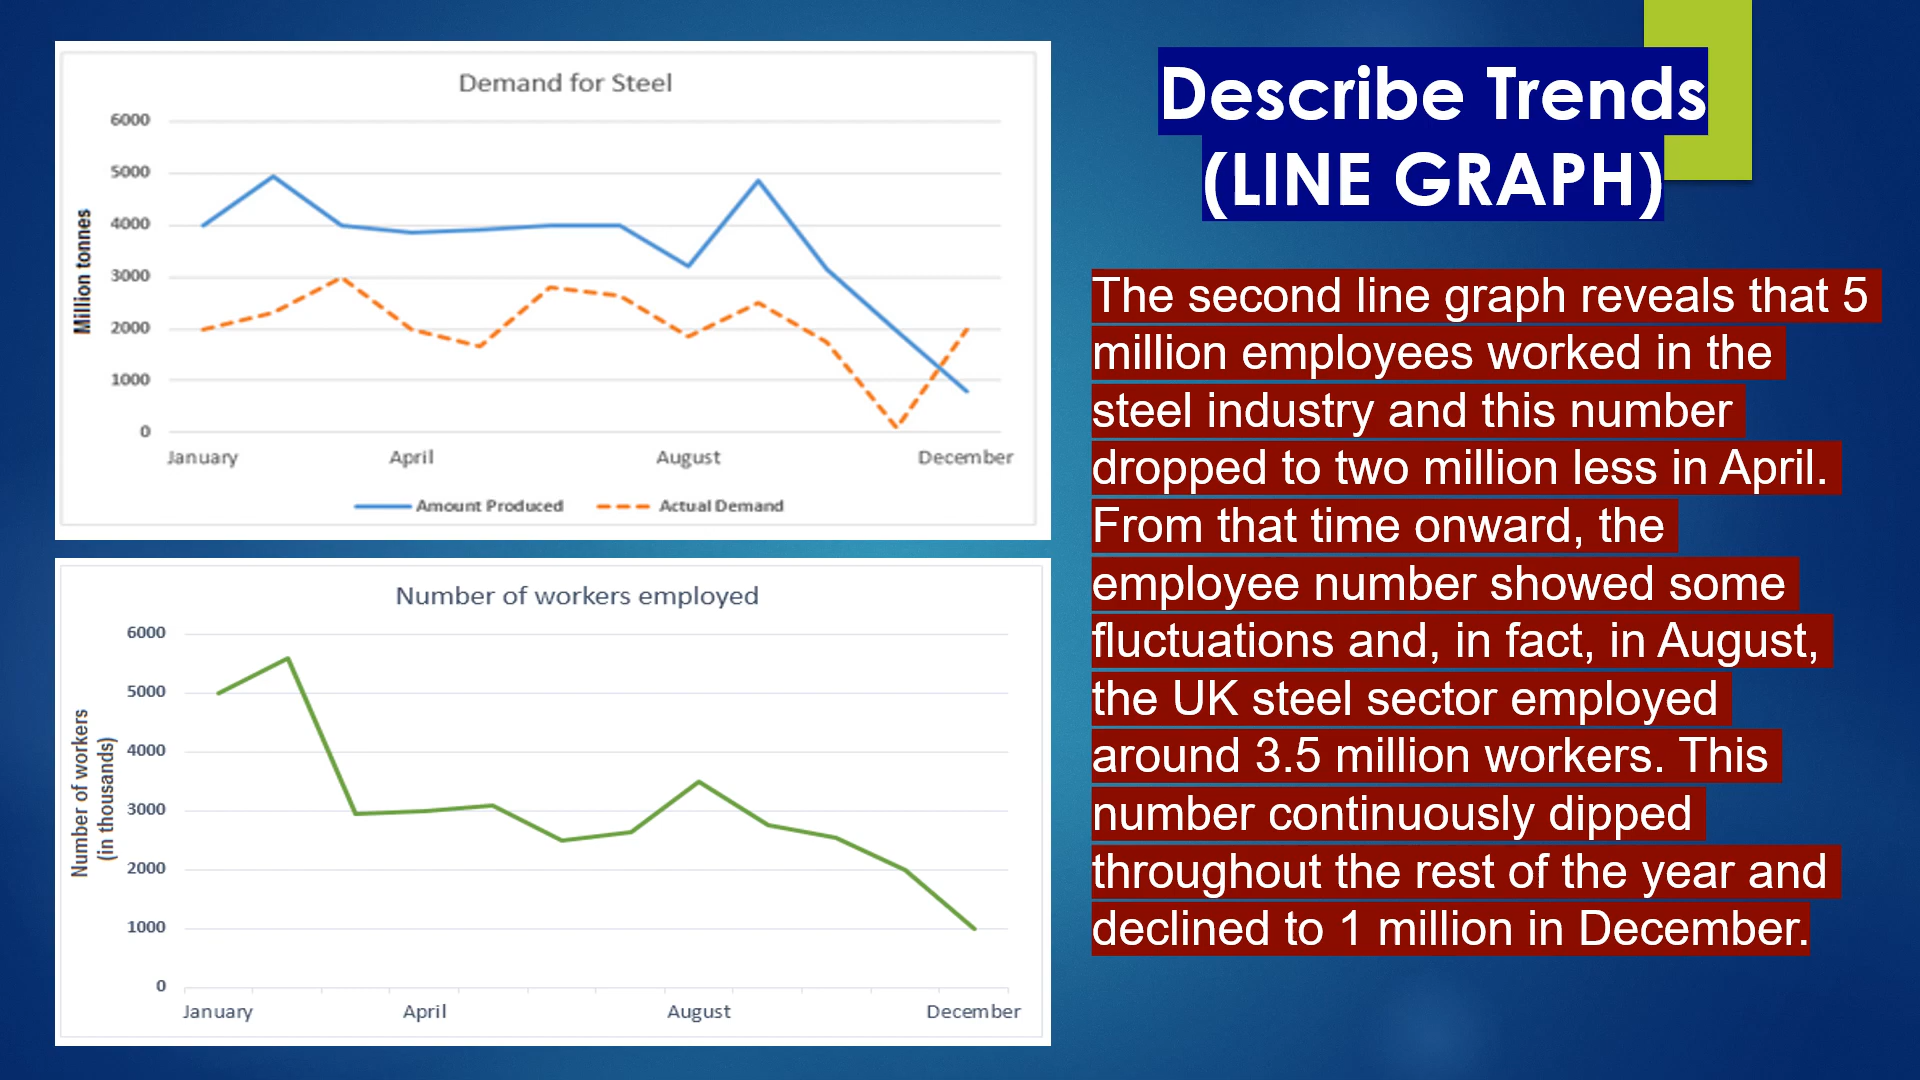 Demand for Steel
6000
5000
4000
3000
2000
1000
0
Million tonnes
January April August December
Amount Produced Actual Demand
Number of workers employed
6000
5000
4000
3000
2000
1000
0
Number of workers
(in thousands)
January April August December
Describe Trends
(LINE GRAPH)
The second line graph reveals that 5
million employees worked in the
steel industry and this number
dropped to two million less in April.
From that time onward, the
employee number showed some
fluctuations and, in fact, in August,
the UK steel sector employed
around 3.5 million workers. This
number continuously dipped
throughout the rest of the year and
declined to 1 million in December.